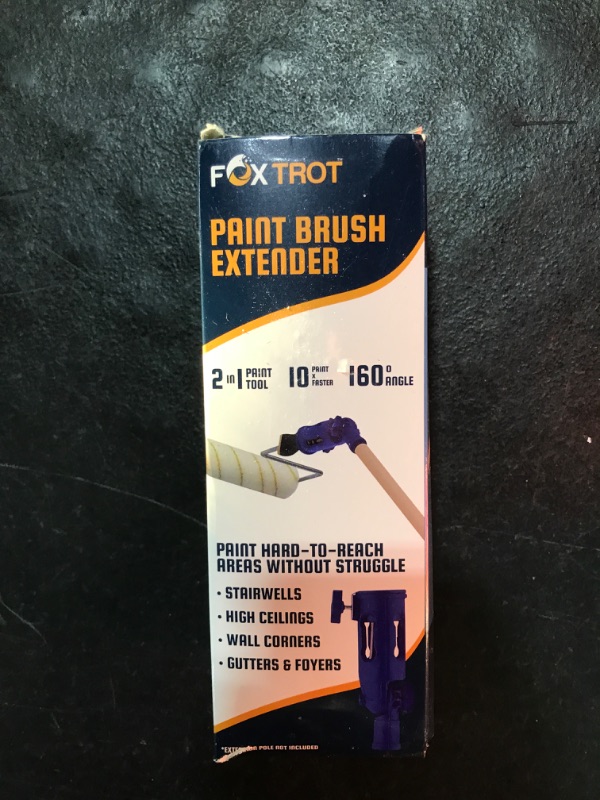 FOX TROT™
PAINT BRUSH
EXTENDER
2 in 1 PAINT TOOL 10 PAINT X FASTER 160° ANGLE
PAINT HARD-TO-REACH
AREAS WITHOUT STRUGGLE
• STAIRWELLS
• HIGH CEILINGS
• WALL CORNERS
• GUTTERS & FOYERS
POLE NOT INCLUDED